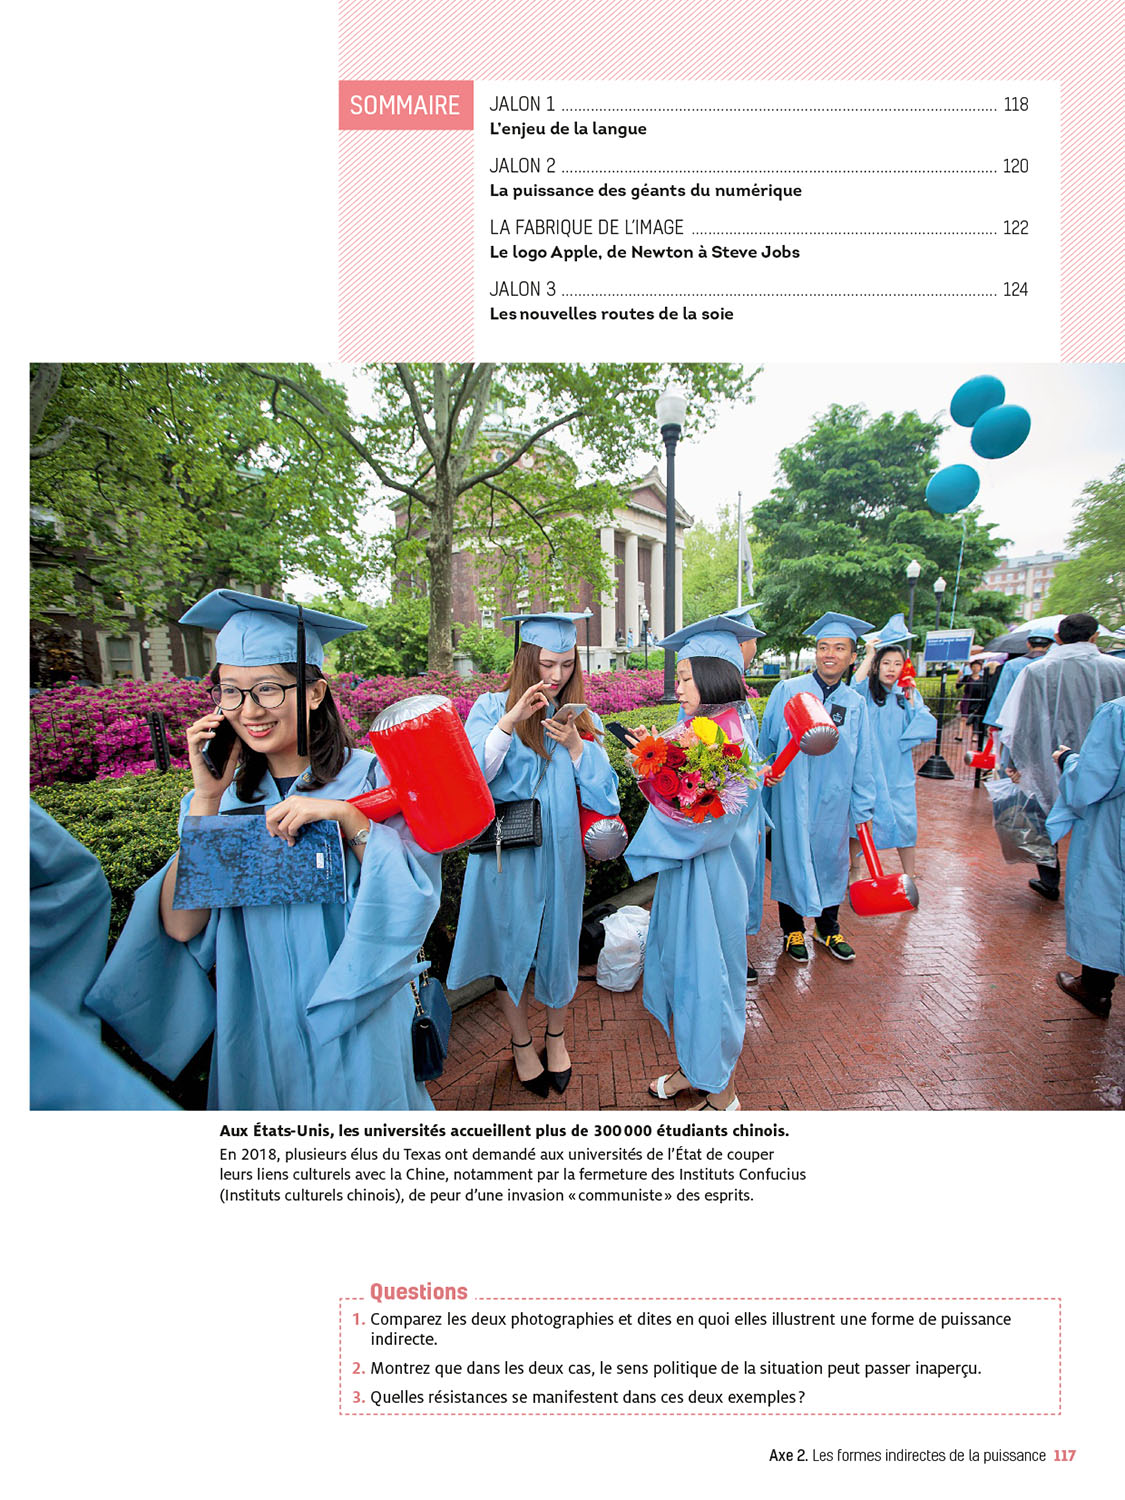 SOMMAIRE
JALON 1 ........................................................................................................ 118
L'enjeu de la langue
JALON 2 ........................................................................................................ 120
La puissance des géants du numérique
LA FABRIQUE DE L'IMAGE ......................................................................... 122
Le logo Apple, de Newton à Steve Jobs
JALON 3 ........................................................................................................ 124
Les nouvelles routes de la soie
Aux États-Unis, les universités accueillent plus de 300 000 étudiants chinois.
En 2018, plusieurs élus du Texas ont demandé aux universités de l'État de couper
leurs liens culturels avec la Chine, notamment par la fermeture des Instituts Confucius
(Instituts culturels chinois), de peur d'une invasion « communiste » des esprits.
Questions
1. Comparez les deux photographies et dites en quoi elles illustrent une forme de puissance
indirecte.
2. Montrez que dans les deux cas, le sens politique de la situation peut passer inaperçu.
3. Quelles résistances se manifestent dans ces deux exemples ?
Axe 2. Les formes indirectes de la puissance 117